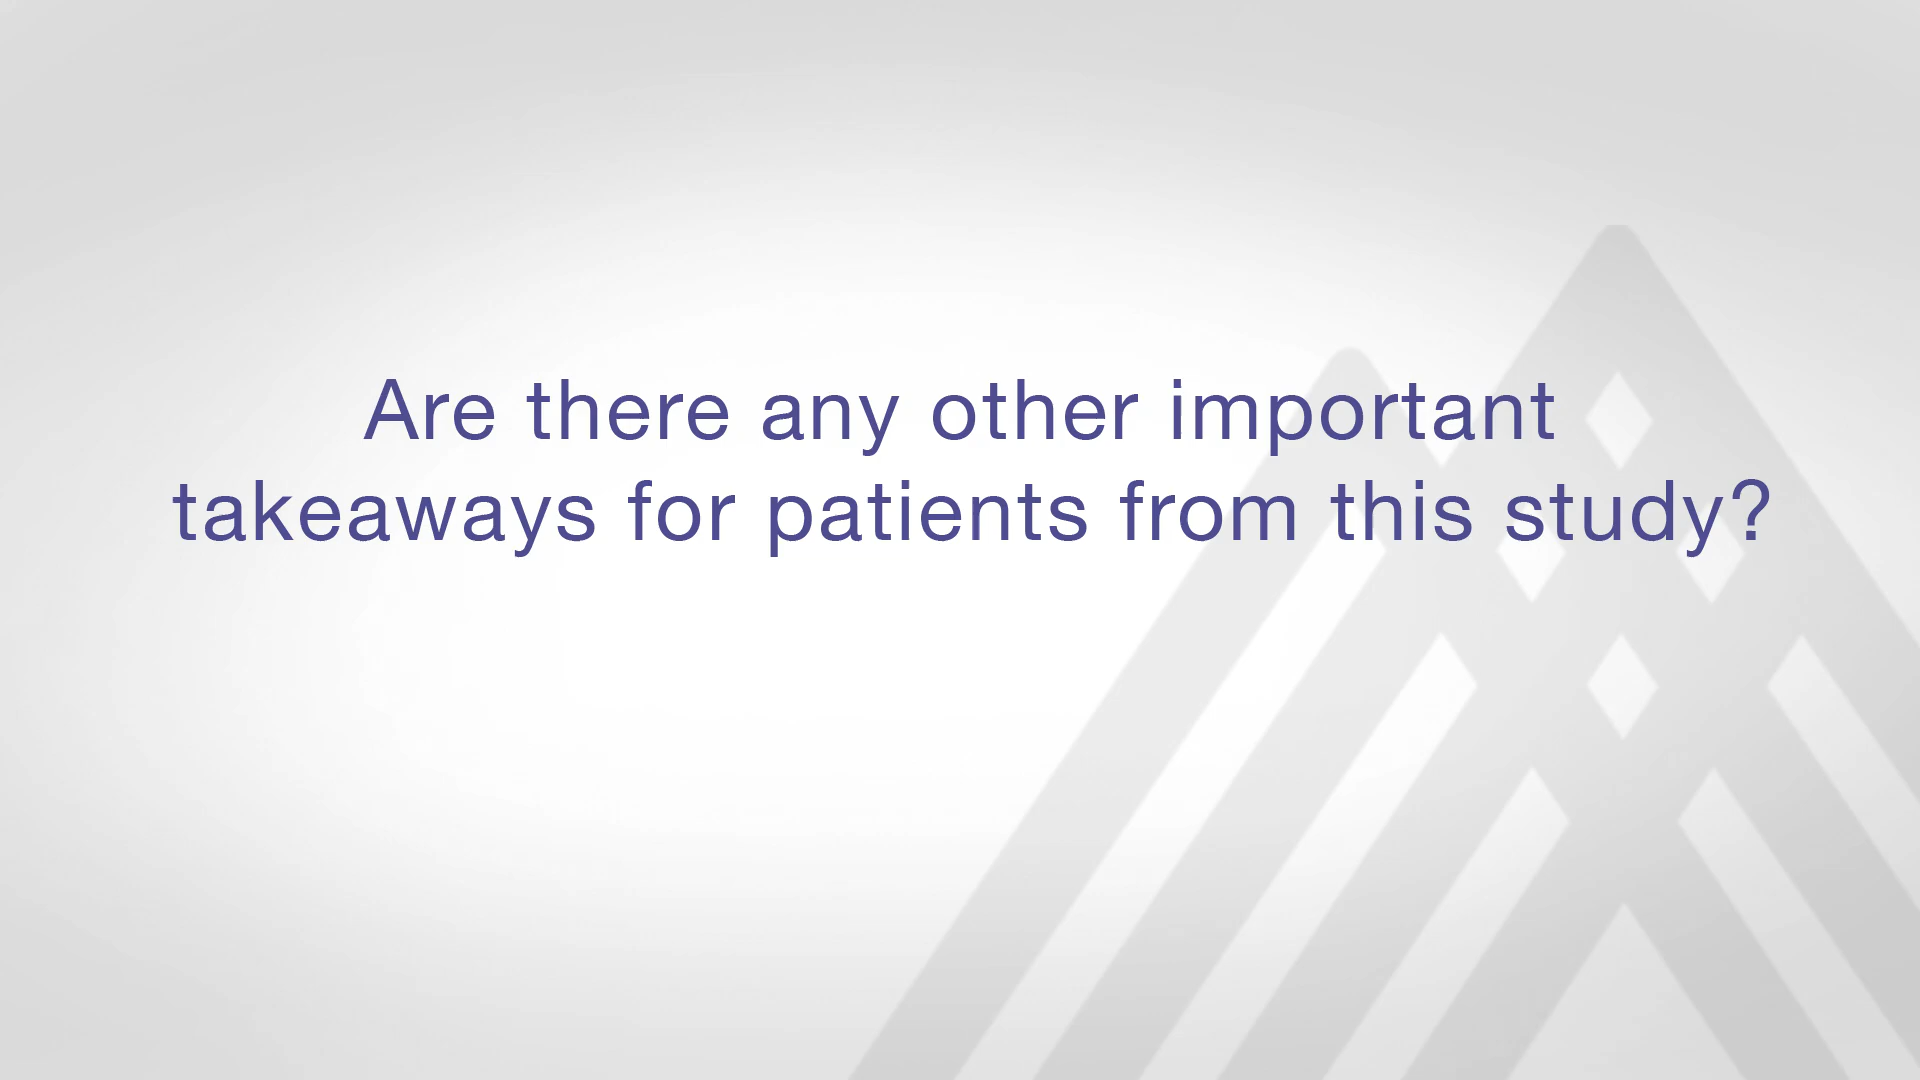 Are there any other important
takeaways for patients from this study?